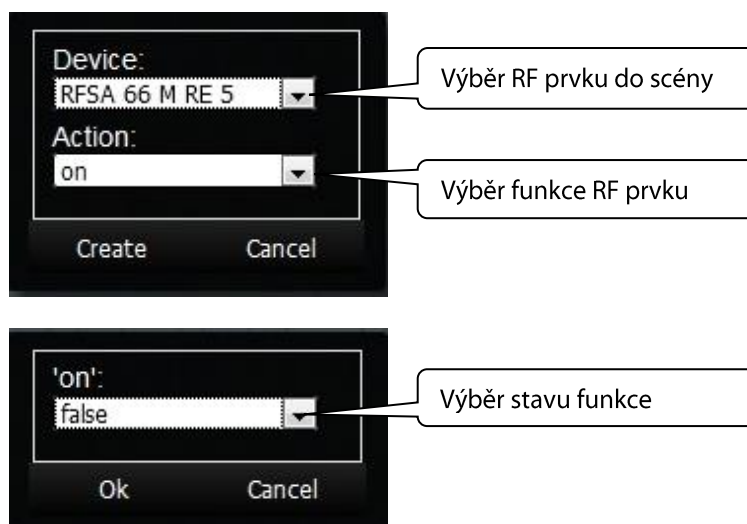 Device:
RFSA 66 M RE 5
Výběr RF prvku do scény
Action:
on
Výběr funkce RF prvku
Create Cancel
'on':
false
Výběr stavu funkce
Ok Cancel